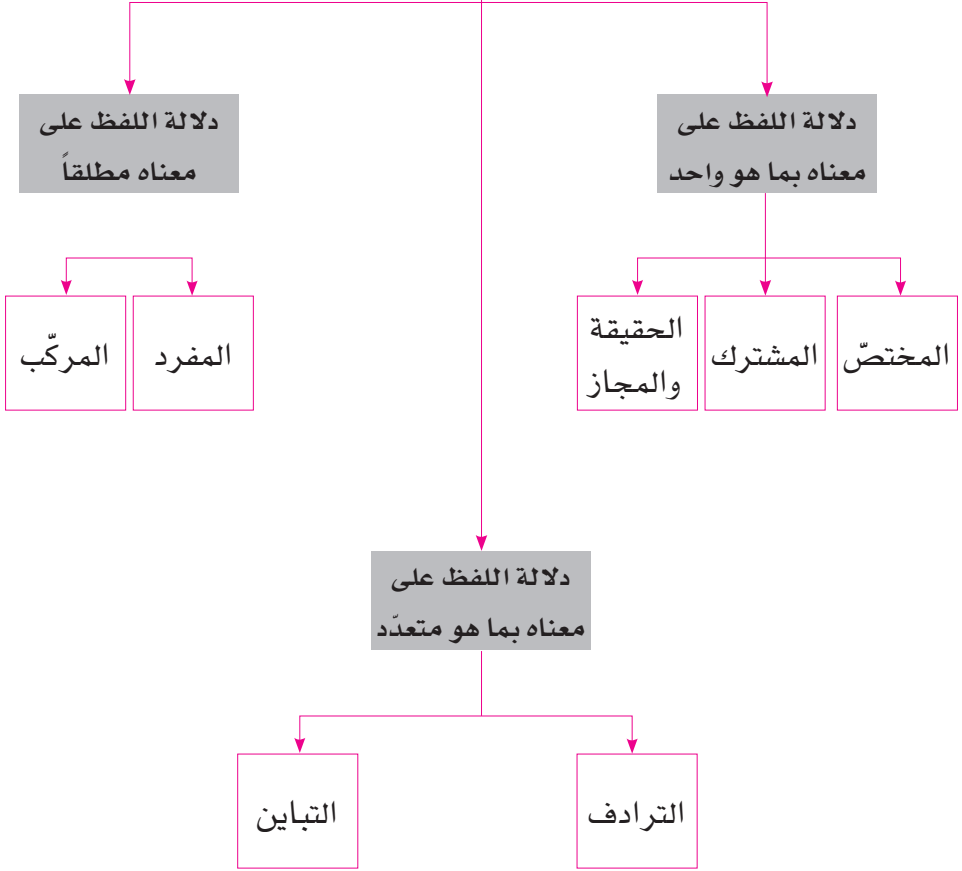 دلالة اللفظ على
معناه بما هو واحد
دلالة اللفظ على
معناه مطلقاً
المختصّ
المشترك
الحقيقة
والمجاز
المفرد
المركّب
دلالة اللفظ على
معناه بما هو متعدّد
الترادف
التباين